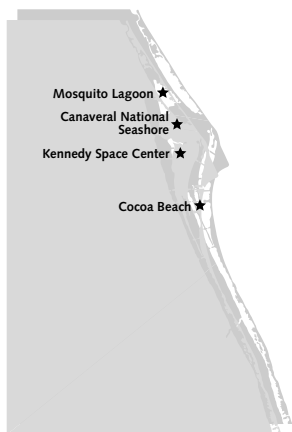 Mosquito Lagoon
Canaveral National
Seashore
Kennedy Space Center
Cocoa Beach